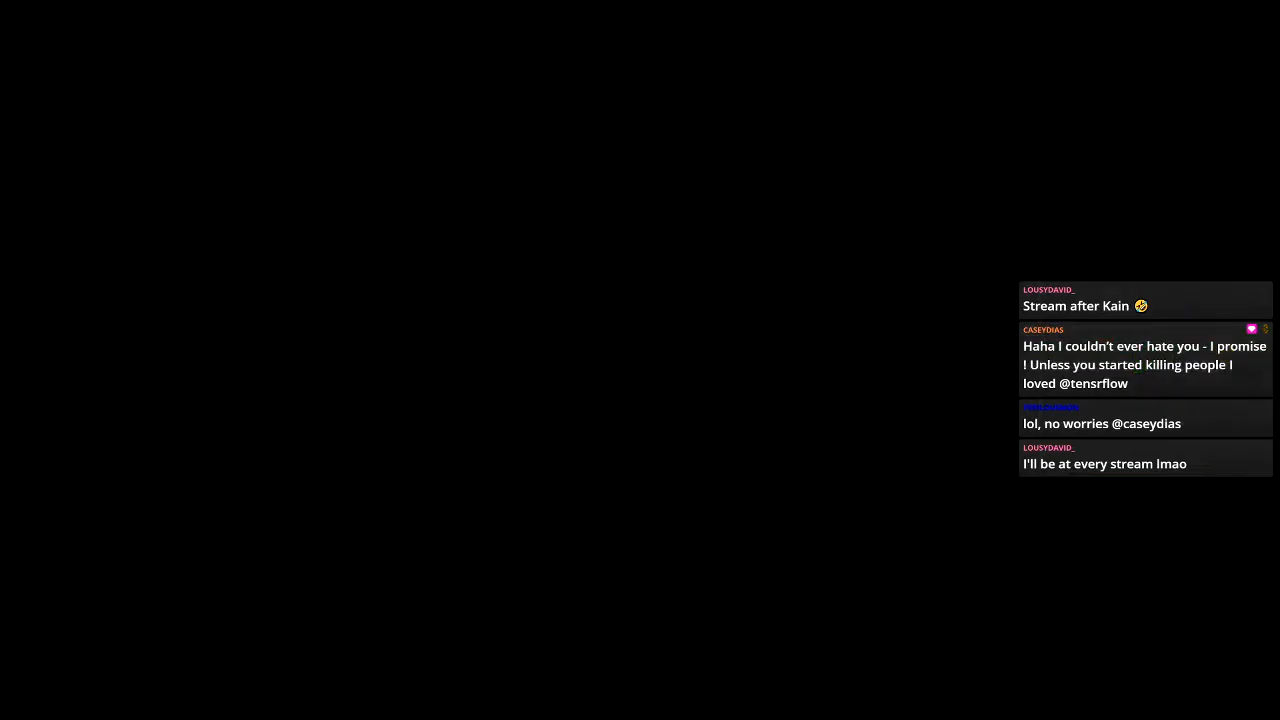 LOUSYDAVID_
Stream after Kain 🤣
CASEYDIAS
Haha I couldn't ever hate you - I promise
! Unless you started killing people I
loved @tensrflow
lol, no worries @caseydias
LOUSYDAVID_
I'll be at every stream lmao